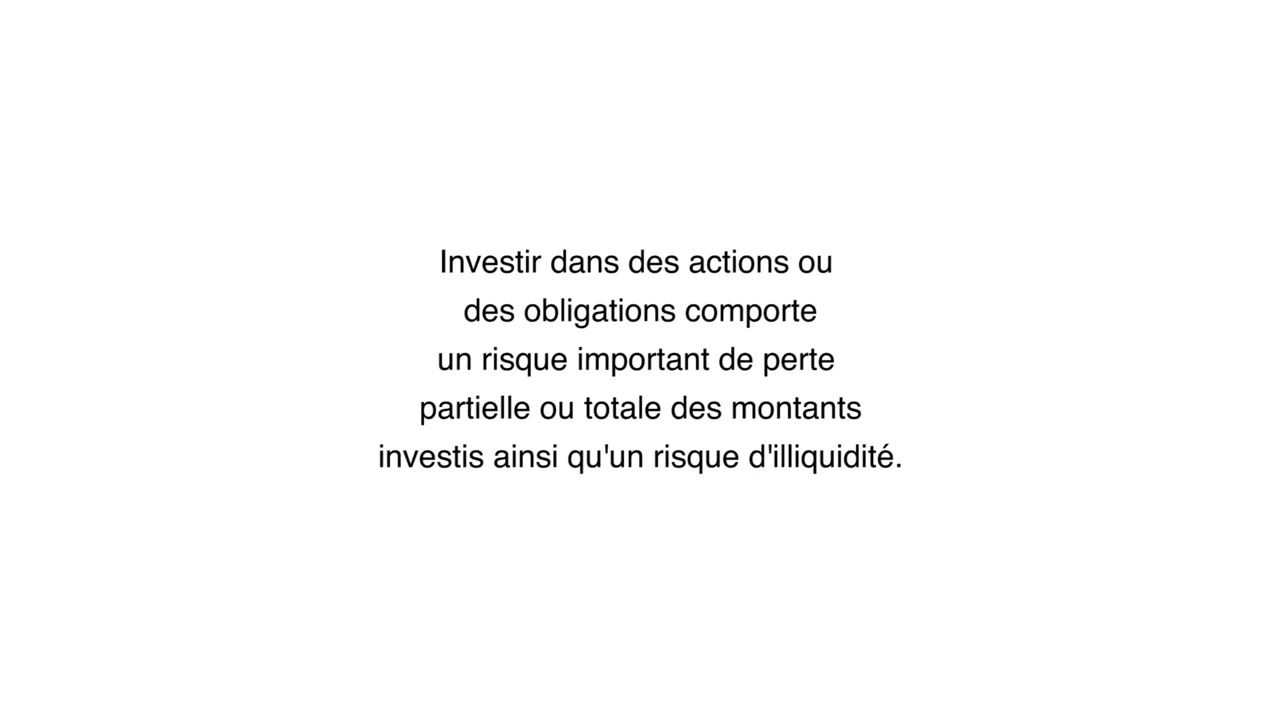 Investir dans des actions ou
des obligations comporte
un risque important de perte
partielle ou totale des montants
investis ainsi qu'un risque d'illiquidité.